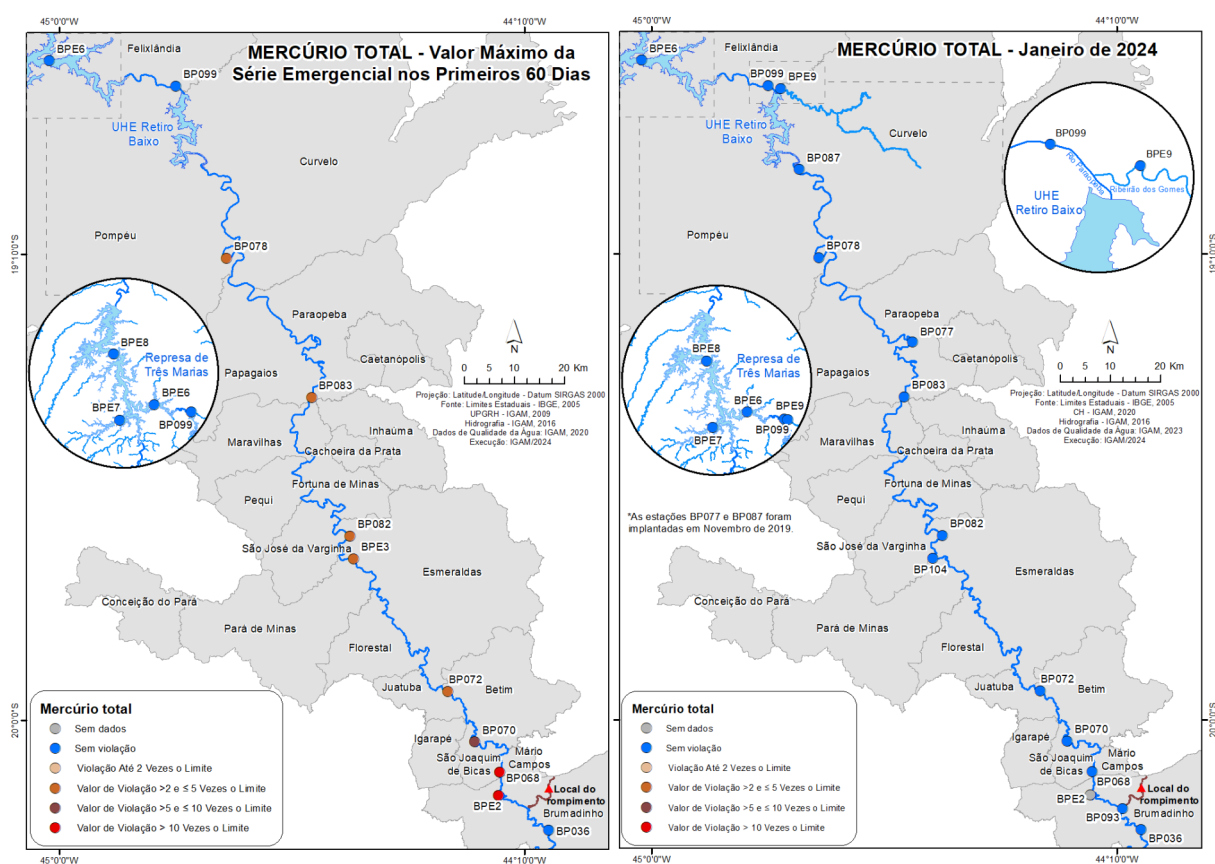 45°0'0"W
44°10'0"W
MERCÚRIO TOTAL - Valor Máximo da
Série Emergencial nos Primeiros 60 Dias
BPE6
Felixlândia
BP099
UHE Retiro
Baixo
Curvelo
Pompéu
BP078
19°10'0"S
Paraopeba
BPE8
Represa de
Três Marias
BPE6
BPE7
BP099
Papagaios
Caetanópolis
N
0 10 20 Km
BP083
Projeção: Latitude/Longitude - Datum SIRGAS 2000
Fonte: Limites Estaduais - IBGE, 2005
UPGRH - IGAM, 2009
Hidrografia - IGAM, 2016
Dados de Qualidade da Água: IGAM, 2020
Execução: IGAM/2024
Maravilhas
Inhaúma
Cachoeira da Prata
Fortuna de Minas
Pequi
BP082
São José da Varginha
BPE3
Esmeraldas
Conceição do Pará
Pará de Minas
Florestal
BP072
Juatuba
Betim
20°0'0"S
Igarapé
BP070
São Joaquim
de Bicas
Mário
Campos
BP068
BPE2
Local do
rompimento
Brumadinho
BP036
Mercúrio total
Sem dados
Sem violação
Violação Até 2 Vezes o Limite
Valor de Violação >2 e ≤ 5 Vezes o Limite
Valor de Violação >5 e ≤ 10 Vezes o Limite
Valor de Violação > 10 Vezes o Limite
45°0'0"W
44°10'0"W
45°0'0"W
44°10'0"W
MERCÚRIO TOTAL - Janeiro de 2024
BPE6
Felixlândia
BP099
BPE9
UHE Retiro
Baixo
Curvelo
BP087
BP099
BPE9
Rio Paraopeba
Ribeirão dos Gomes
UHE
Retiro Baixo
Pompéu
BP078
19°10'0"S
Paraopeba
BP077
BPE8
Represa de
Três Marias
BPE6
BPE9
BPE7
BP099
Papagaios
Caetanópolis
N
0 5 10 20 Km
BP083
Projeção: Latitude/Longitude - Datum SIRGAS 2000
Fonte: Limites Estaduais - IBGE, 2005
CH - IGAM, 2020
Hidrografia - IGAM, 2016
Dados de Qualidade da Água: IGAM, 2023
Execução: IGAM/2024
Maravilhas
Inhaúma
Cachoeira da Prata
Fortuna de Minas
Pequi
*As estações BP077 e BP087 foram
implantadas em Novembro de 2019.
BP082
São José da Varginha
BP104
Esmeraldas
Conceição do Pará
Pará de Minas
Florestal
BP072
Juatuba
Betim
20°0'0"S
Igarapé
BP070
São Joaquim
de Bicas
Mário
Campos
BP068
BPE2
Local do
rompimento
Brumadinho
BP093
BP036
Mercúrio total
Sem dados
Sem violação
Violação Até 2 Vezes o Limite
Valor de Violação >2 e ≤ 5 Vezes o Limite
Valor de Violação >5 e ≤ 10 Vezes o Limite
Valor de Violação > 10 Vezes o Limite
45°0'0"W
44°10'0"W